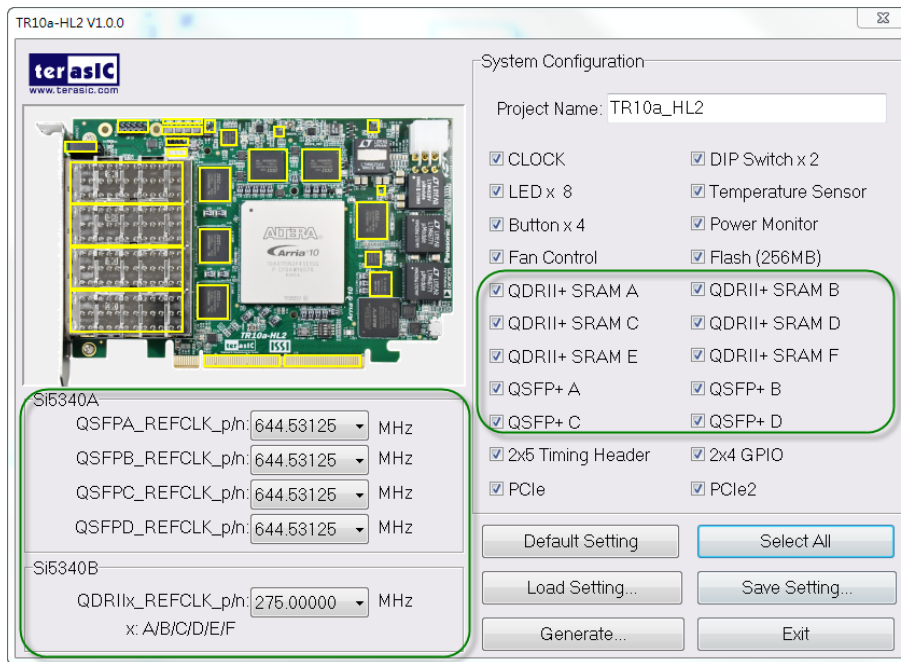 TR10a-HL2 V1.0.0
terasIC
www.terasic.com
ALTERA
Arria 10
TR10a-HL2
terasIC ISSI
Si5340A
QSFPA_REFCLK_p/n: 644.53125 MHz
QSFPB_REFCLK_p/n: 644.53125 MHz
QSFPC_REFCLK_p/n: 644.53125 MHz
QSFPD_REFCLK_p/n: 644.53125 MHz
Si5340B
QDRIIx_REFCLK_p/n: 275.00000 MHz
x: A/B/C/D/E/F
System Configuration
Project Name: TR10a_HL2
CLOCK DIP Switch x 2
LED x 8 Temperature Sensor
Button x 4 Power Monitor
Fan Control Flash (256MB)
QDRII+ SRAM A QDRII+ SRAM B
QDRII+ SRAM C QDRII+ SRAM D
QDRII+ SRAM E QDRII+ SRAM F
QSFP+ A QSFP+ B
QSFP+ C QSFP+ D
2x5 Timing Header 2x4 GPIO
PCIe PCIe2
Default Setting Select All
Load Setting... Save Setting...
Generate... Exit